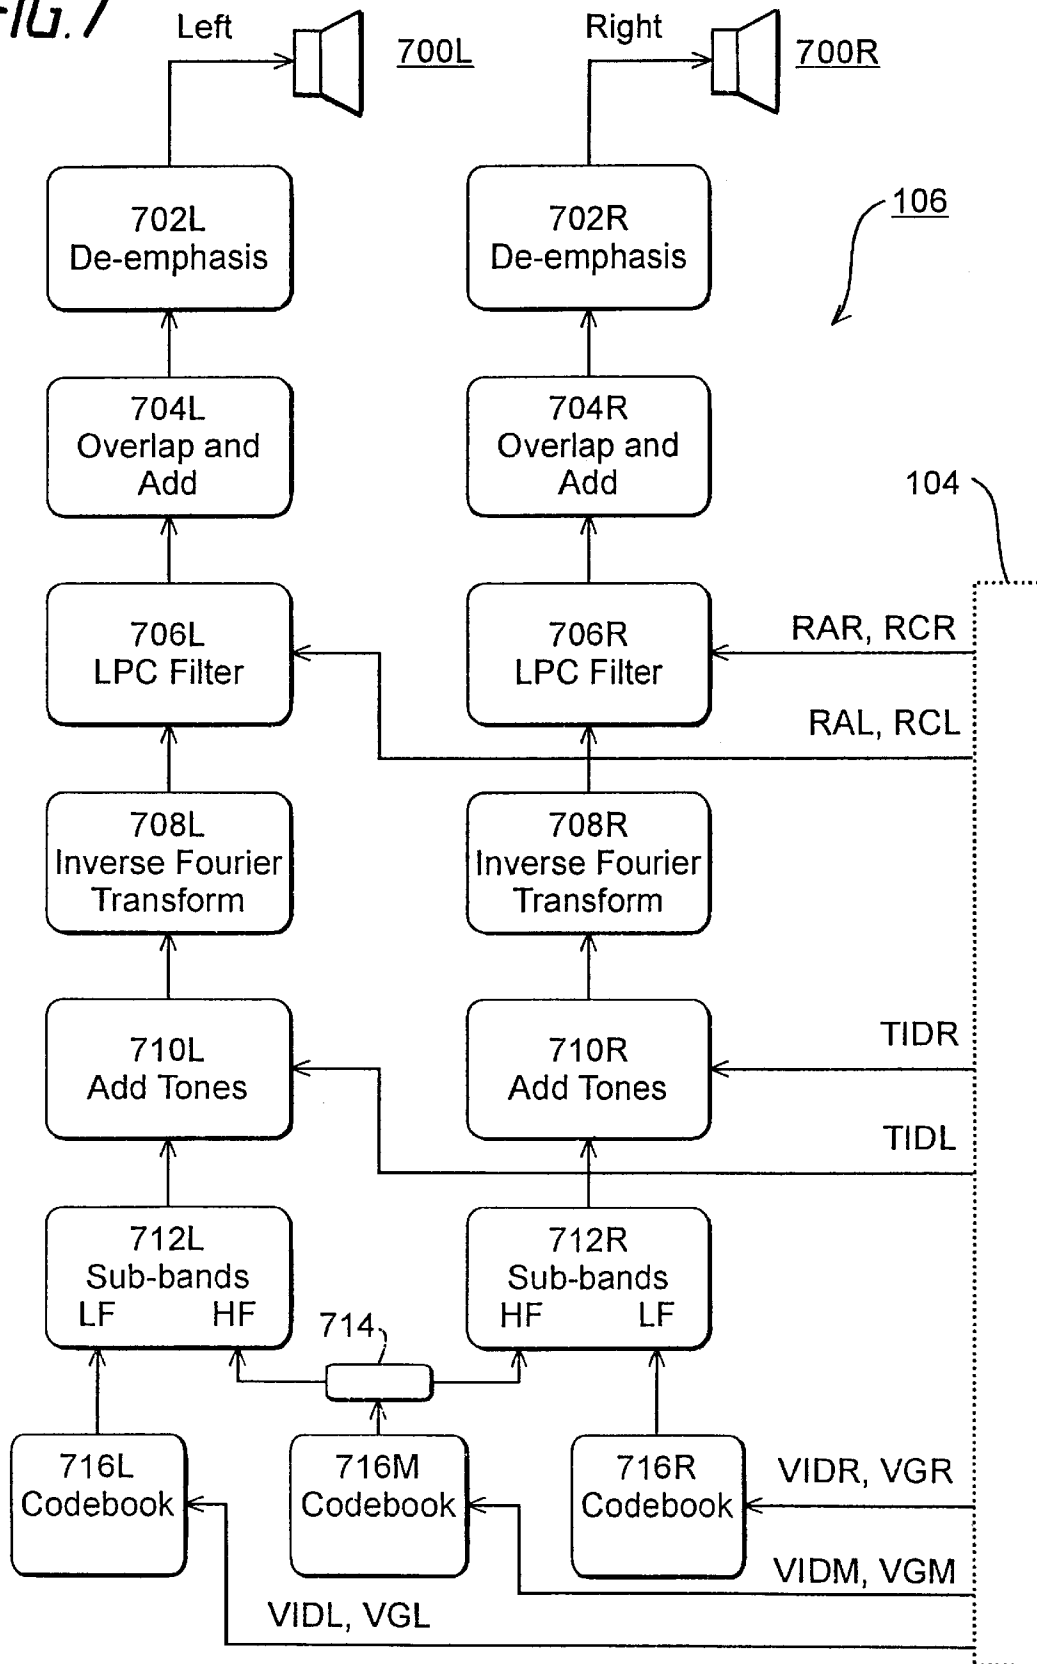 FIG. 7
Left
700L
Right
700R
702L
De-emphasis
702R
De-emphasis
106
704L
Overlap and
Add
704R
Overlap and
Add
104
706L
LPC Filter
706R
LPC Filter
RAR, RCR
RAL, RCL
708L
Inverse Fourier
Transform
708R
Inverse Fourier
Transform
710L
Add Tones
710R
Add Tones
TIDR
TIDL
712L
Sub-bands
LF HF
712R
Sub-bands
HF LF
714
716L
Codebook
716M
Codebook
716R
Codebook
VIDR, VGR
VIDM, VGM
VIDL, VGL